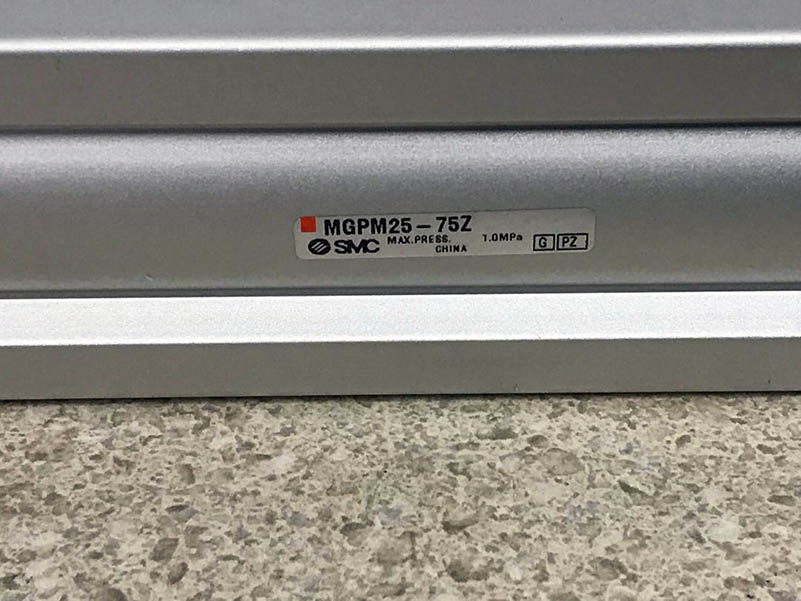 MGPM25-75Z
SMC MAX.PRESS. 1.0MPa G PZ
CHINA